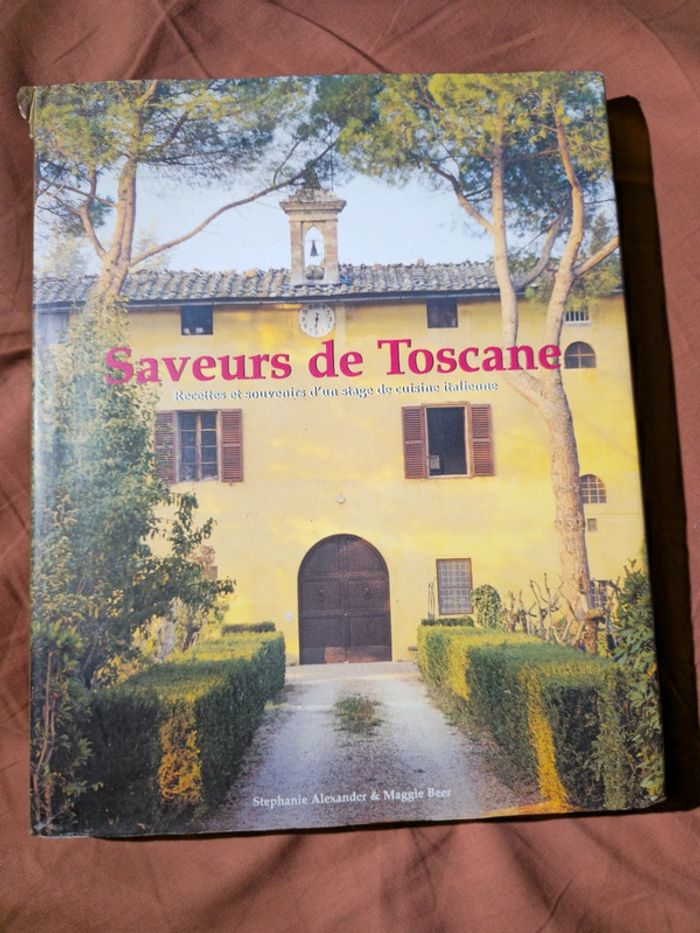 Saveurs de Toscane
Recettes et souvenirs d'un stage de cuisine italienne
Stephanie Alexander & Maggie Beer